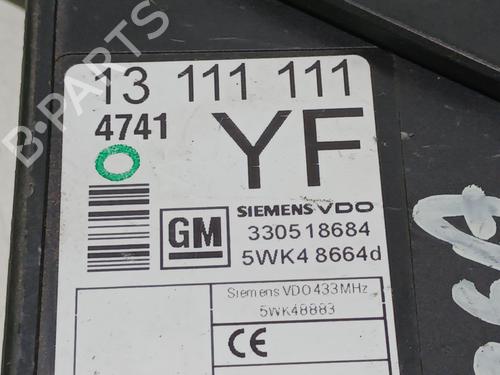 13 111 111
4741
YF
GM
SIEMENS VDO
330518684
5WK4 8664d
Siemens VDO 433MHz
5WK48883
CE
B-PARTS